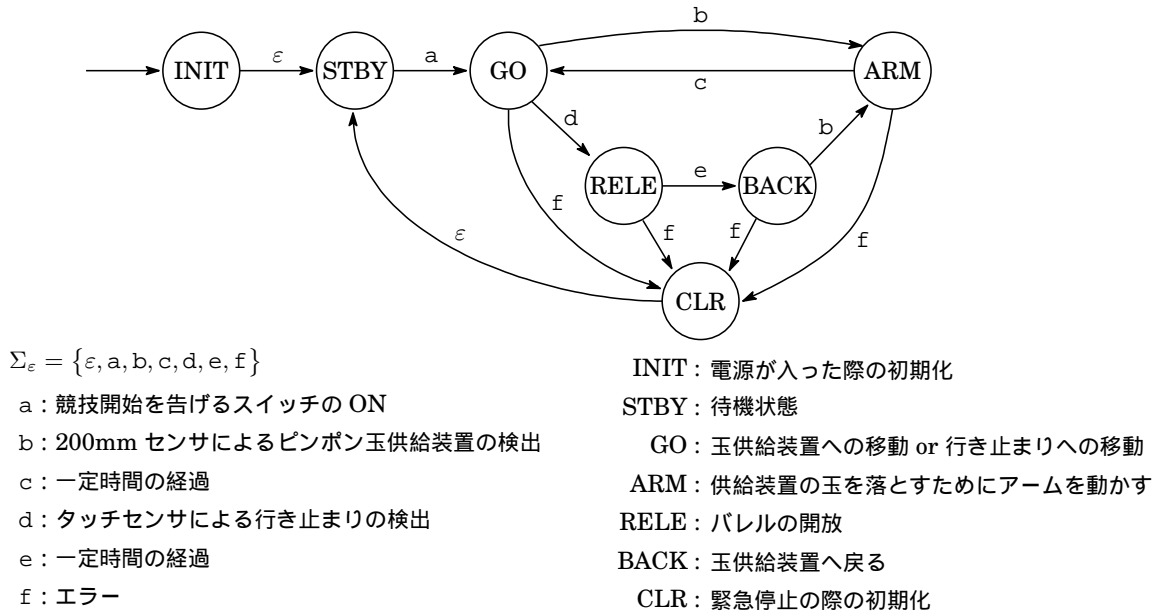 b
INIT
ε
STBY
a
GO
ARM
c
d
b
RELE
e
BACK
f
f
f
f
ε
CLR
Σε = {ε, a, b, c, d, e, f}
a : 競技開始を告げるスイッチの ON
b : 200mm センサによるピンポン玉供給装置の検出
c : 一定時間の経過
d : タッチセンサによる行き止まりの検出
e : 一定時間の経過
f : エラー
INIT : 電源が入った際の初期化
STBY : 待機状態
GO : 玉供給装置への移動 or 行き止まりへの移動
ARM : 供給装置の玉を落とすためにアームを動かす
RELE : バレルの開放
BACK : 玉供給装置へ戻る
CLR : 緊急停止の際の初期化